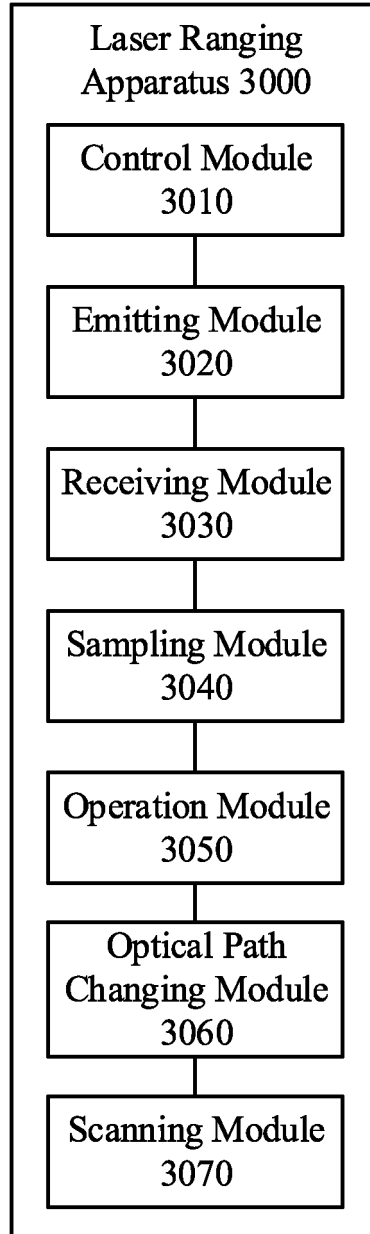 Laser Ranging
Apparatus 3000
Control Module
3010
Emitting Module
3020
Receiving Module
3030
Sampling Module
3040
Operation Module
3050
Optical Path
Changing Module
3060
Scanning Module
3070